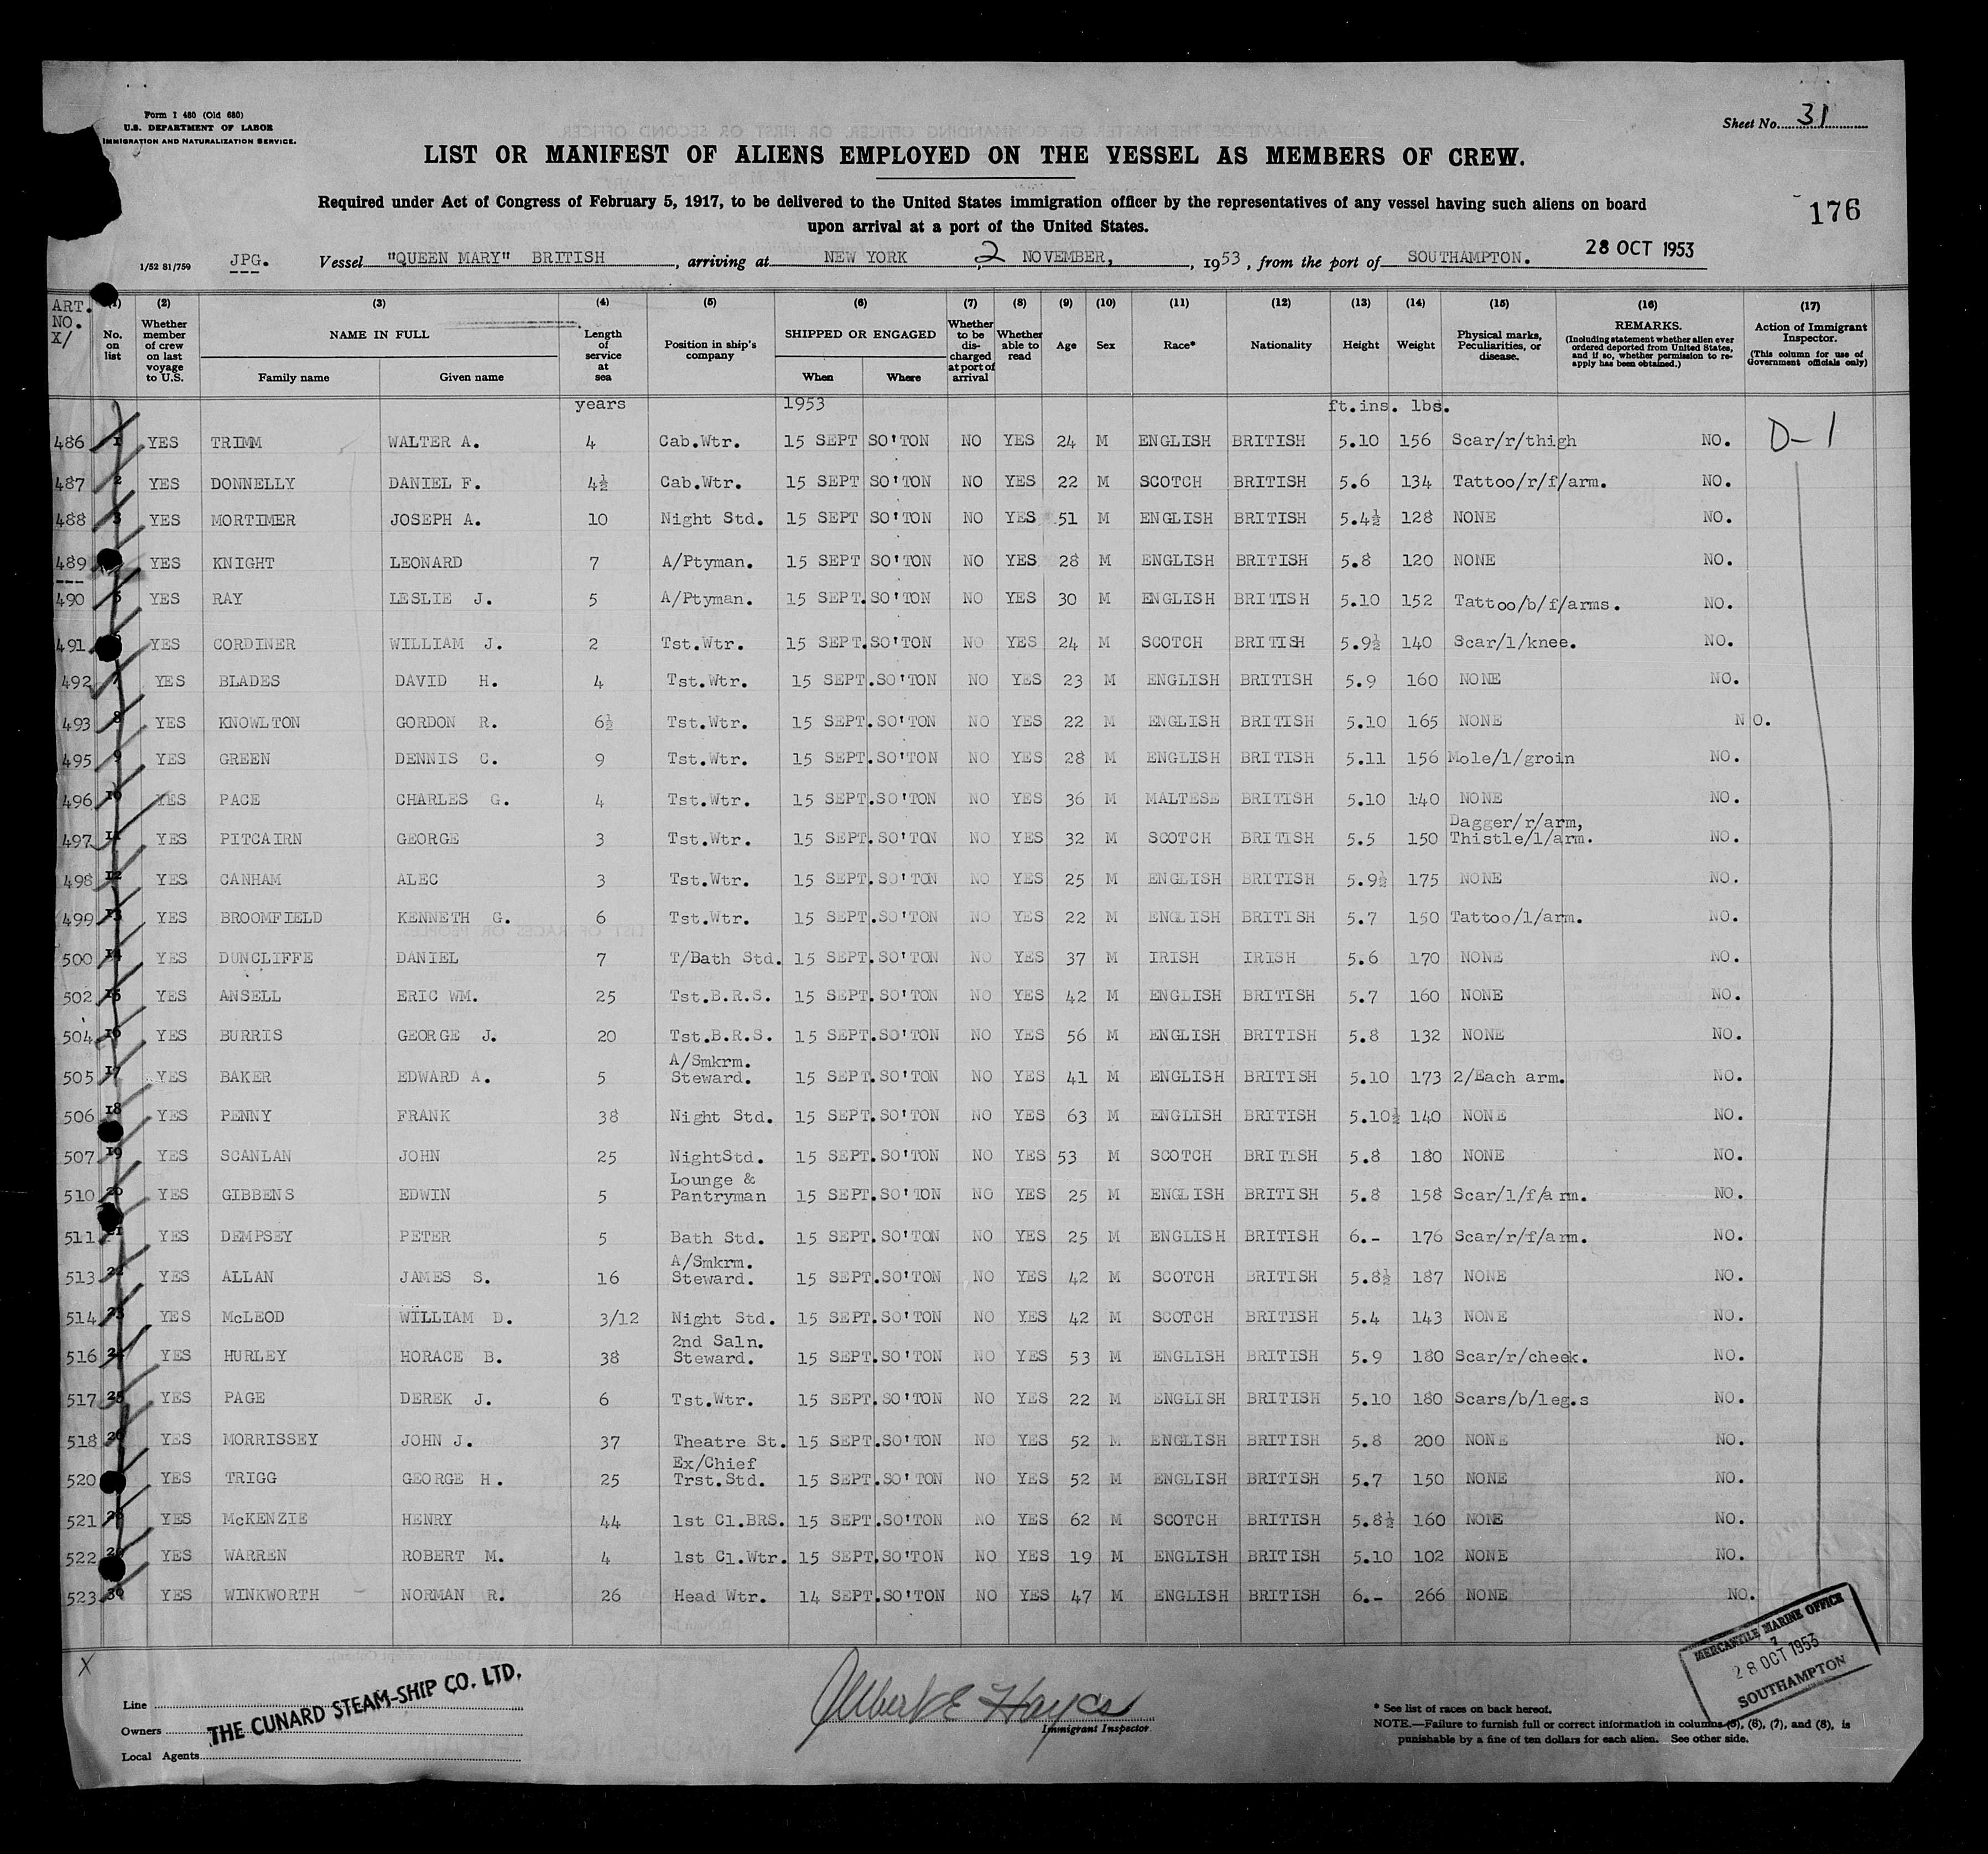 Form I 480 (Old 680)
U.S. DEPARTMENT OF LABOR
IMMIGRATION AND NATURALIZATION SERVICE.
Sheet No. 31
LIST OR MANIFEST OF ALIENS EMPLOYED ON THE VESSEL AS MEMBERS OF CREW.
Required under Act of Congress of February 5, 1917, to be delivered to the United States immigration officer by the representatives of any vessel having such aliens on board
upon arrival at a port of the United States.
176
1/52 81/759 JPG. Vessel "QUEEN MARY" BRITISH, arriving at NEW YORK, 2 NOVEMBER, 1953, from the port of SOUTHAMPTON. 28 OCT 1953
ART. NO. X/ (1) No. on list (2) Whether member of crew on last voyage to U.S. (3) NAME IN FULL Family name Given name (4) Length of service at sea (5) Position in ship's company (6) SHIPPED OR ENGAGED When Where (7) Whether to be discharged at port of arrival (8) Whether able to read (9) Age (10) Sex (11) Race* (12) Nationality (13) Height (14) Weight (15) Physical marks, Peculiarities, or disease. (16) REMARKS. (Including statement whether alien ever ordered deported from United States, and if so, whether permission to re-apply has been obtained.) (17) Action of Immigrant Inspector. (This column for use of Government officials only)
years 1953 ft.ins. lbs.
486 1 YES TRIMM WALTER A. 4 Cab.Wtr. 15 SEPT SO'TON NO YES 24 M ENGLISH BRITISH 5.10 156 Scar/r/thigh NO. D-1
487 2 YES DONNELLY DANIEL F. 4½ Cab.Wtr. 15 SEPT SO'TON NO YES 22 M SCOTCH BRITISH 5.6 134 Tattoo/r/f/arm. NO.
488 3 YES MORTIMER JOSEPH A. 10 Night Std. 15 SEPT SO'TON NO YES 51 M ENGLISH BRITISH 5.4½ 128 NONE NO.
489 YES KNIGHT LEONARD 7 A/Ptyman. 15 SEPT SO'TON NO YES 28 M ENGLISH BRITISH 5.8 120 NONE NO.
490 5 YES RAY LESLIE J. 5 A/Ptyman. 15 SEPT. SO'TON NO YES 30 M ENGLISH BRITISH 5.10 152 Tattoo/b/f/arms. NO.
491 YES CORDINER WILLIAM J. 2 Tst.Wtr. 15 SEPT. SO'TON NO YES 24 M SCOTCH BRITISH 5.9½ 140 Scar/l/knee. NO.
492 7 YES BLADES DAVID H. 4 Tst.Wtr. 15 SEPT. SO'TON NO YES 23 M ENGLISH BRITISH 5.9 160 NONE NO.
493 8 YES KNOWLTON GORDON R. 6½ Tst.Wtr. 15 SEPT. SO'TON NO YES 22 M ENGLISH BRITISH 5.10 165 NONE NO.
495 9 YES GREEN DENNIS C. 9 Tst.Wtr. 15 SEPT. SO'TON NO YES 28 M ENGLISH BRITISH 5.11 156 Mole/l/groin NO.
496 10 YES PACE CHARLES G. 4 Tst.Wtr. 15 SEPT. SO'TON NO YES 36 M MALTESE BRITISH 5.10 140 NONE NO.
497 11 YES PITCAIRN GEORGE 3 Tst.Wtr. 15 SEPT. SO'TON NO YES 32 M SCOTCH BRITISH 5.5 150 Dagger/r/arm, Thistle/l/arm. NO.
498 12 YES CANHAM ALEC 3 Tst.Wtr. 15 SEPT. SO'TON NO YES 25 M ENGLISH BRITISH 5.9½ 175 NONE NO.
499 13 YES BROOMFIELD KENNETH G. 6 Tst.Wtr. 15 SEPT. SO'TON NO YES 22 M ENGLISH BRITISH 5.7 150 Tattoo/l/arm. NO.
500 14 YES DUNCLIFFE DANIEL 7 T/Bath Std. 15 SEPT. SO'TON NO YES 37 M IRISH IRISH 5.6 170 NONE NO.
502 15 YES ANSELL ERIC WM. 25 Tst.B.R.S. 15 SEPT. SO'TON NO YES 42 M ENGLISH BRITISH 5.7 160 NONE NO.
504 16 YES BURRIS GEORGE J. 20 Tst.B.R.S. 15 SEPT. SO'TON NO YES 56 M ENGLISH BRITISH 5.8 132 NONE NO.
505 17 YES BAKER EDWARD A. 5 A/Smkrm. Steward. 15 SEPT. SO'TON NO YES 41 M ENGLISH BRITISH 5.10 173 2/Each arm. NO.
506 18 YES PENNY FRANK 38 Night Std. 15 SEPT. SO'TON NO YES 63 M ENGLISH BRITISH 5.10½ 140 NONE NO.
507 19 YES SCANLAN JOHN 25 NightStd. 15 SEPT. SO'TON NO YES 53 M SCOTCH BRITISH 5.8 180 NONE NO.
510 20 YES GIBBENS EDWIN 5 Lounge & Pantryman 15 SEPT. SO'TON NO YES 25 M ENGLISH BRITISH 5.8 158 Scar/l/f/arm. NO.
511 21 YES DEMPSEY PETER 5 Bath Std. 15 SEPT. SO'TON NO YES 25 M ENGLISH BRITISH 6.- 176 Scar/r/f/arm. NO.
513 22 YES ALLAN JAMES S. 16 A/Smkrm. Steward. 15 SEPT. SO'TON NO YES 42 M SCOTCH BRITISH 5.8½ 187 NONE NO.
514 23 YES McLEOD WILLIAM D. 3/12 Night Std. 15 SEPT. SO'TON NO YES 42 M SCOTCH BRITISH 5.4 143 NONE NO.
516 24 YES HURLEY HORACE B. 38 2nd Saln. Steward. 15 SEPT. SO'TON NO YES 53 M ENGLISH BRITISH 5.9 180 Scar/r/cheek. NO.
517 25 YES PAGE DEREK J. 6 Tst.Wtr. 15 SEPT. SO'TON NO YES 22 M ENGLISH BRITISH 5.10 180 Scars/b/leg.s NO.
518 26 YES MORRISSEY JOHN J. 37 Theatre St. 15 SEPT. SO'TON NO YES 52 M ENGLISH BRITISH 5.8 200 NONE NO.
520 YES TRIGG GEORGE H. 25 Ex/Chief Trst.Std. 15 SEPT. SO'TON NO YES 52 M ENGLISH BRITISH 5.7 150 NONE NO.
521 28 YES McKENZIE HENRY 44 1st Cl.BRS. 15 SEPT. SO'TON NO YES 62 M SCOTCH BRITISH 5.8½ 160 NONE NO.
522 29 YES WARREN ROBERT M. 4 1st Cl.Wtr. 15 SEPT. SO'TON NO YES 19 M ENGLISH BRITISH 5.10 102 NONE NO.
523 30 YES WINKWORTH NORMAN R. 26 Head Wtr. 14 SEPT. SO'TON NO YES 47 M ENGLISH BRITISH 6.- 266 NONE NO.
MERCANTILE MARINE OFFICE
28 OCT 1953
SOUTHAMPTON
X
Line
Owners THE CUNARD STEAM-SHIP CO. LTD.
Local Agents
Albert E Hayes
Immigrant Inspector.
* See list of races on back hereof.
NOTE.—Failure to furnish full or correct information in columns (5), (6), (7), and (8), is
punishable by a fine of ten dollars for each alien. See other side.